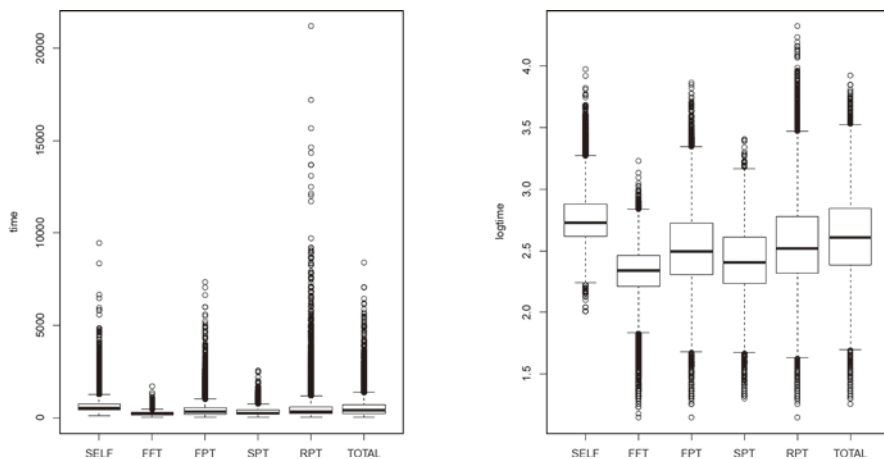 20000
15000
10000
5000
0
time
SELF FFT FPT SPT RPT TOTAL
4.0
3.5
3.0
2.5
2.0
1.5
logtime
SELF FFT FPT SPT RPT TOTAL